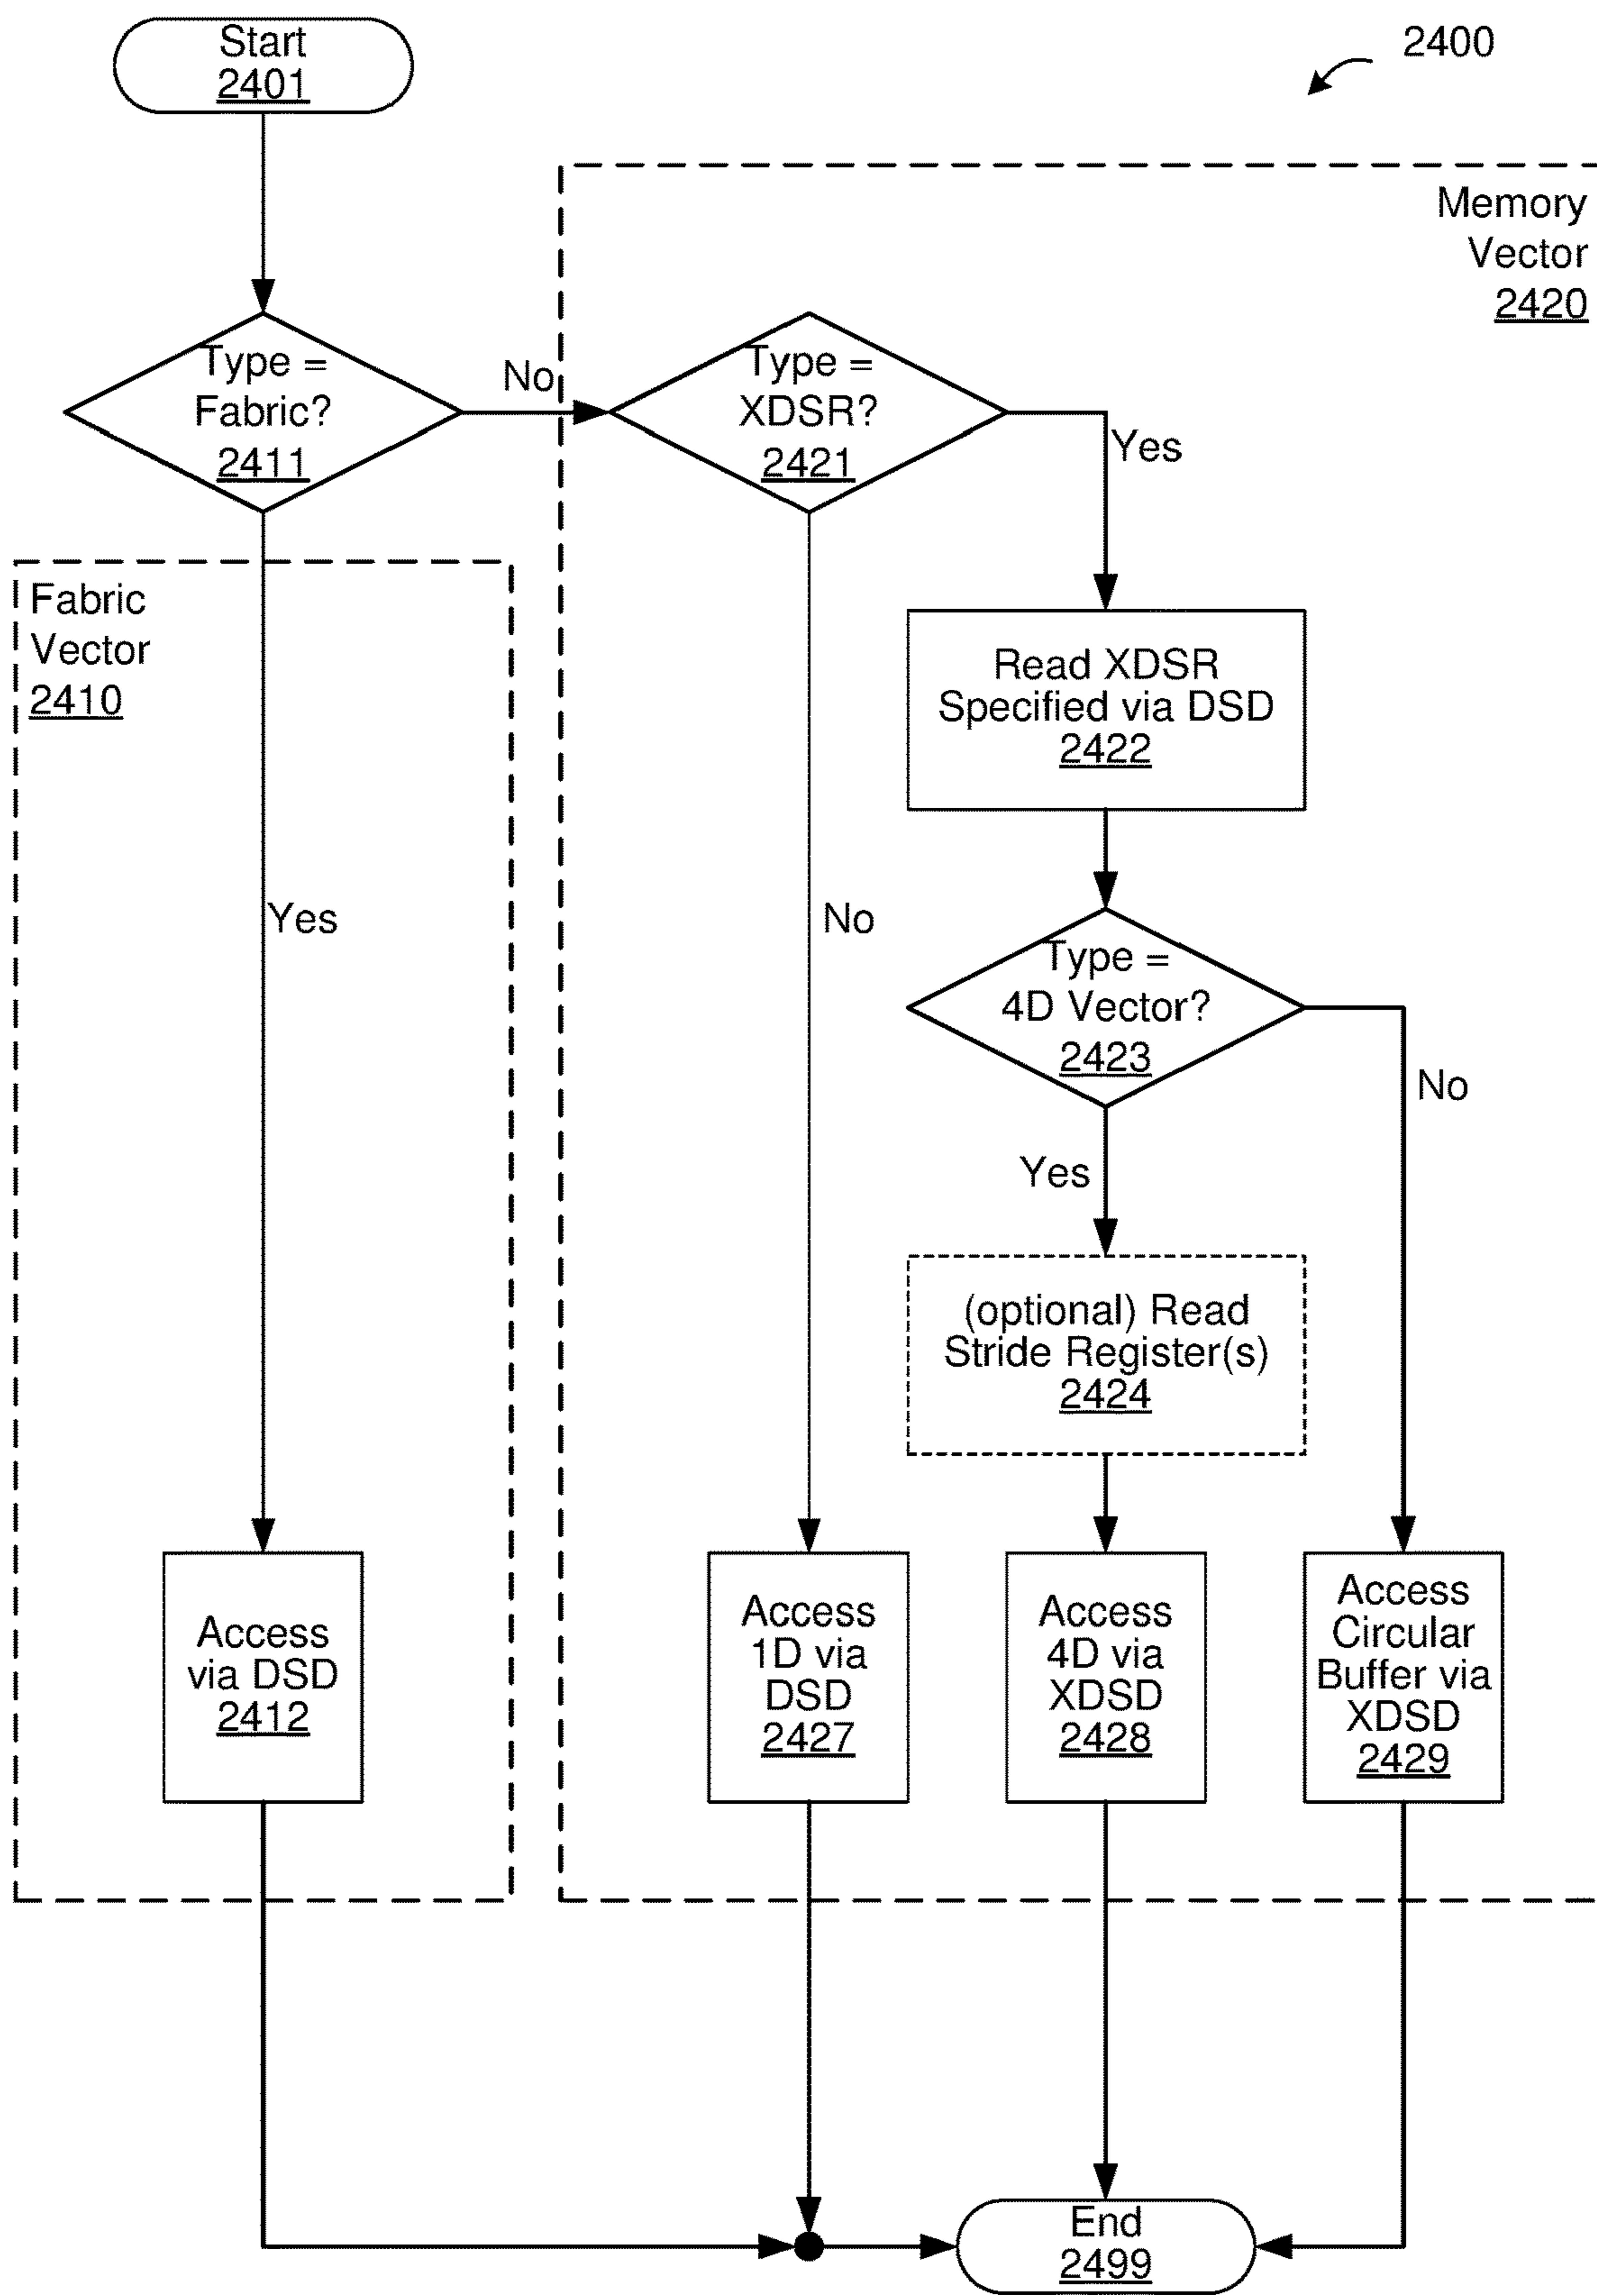 Start
2401
2400
Memory
Vector
2420
Type =
Fabric?
2411
No
Type =
XDSR?
2421
Yes
Fabric
Vector
2410
Read XDSR
Specified via DSD
2422
Yes
No
Type =
4D Vector?
2423
No
Yes
(optional) Read
Stride Register(s)
2424
Access
via DSD
2412
Access
1D via
DSD
2427
Access
4D via
XDSD
2428
Access
Circular
Buffer via
XDSD
2429
End
2499